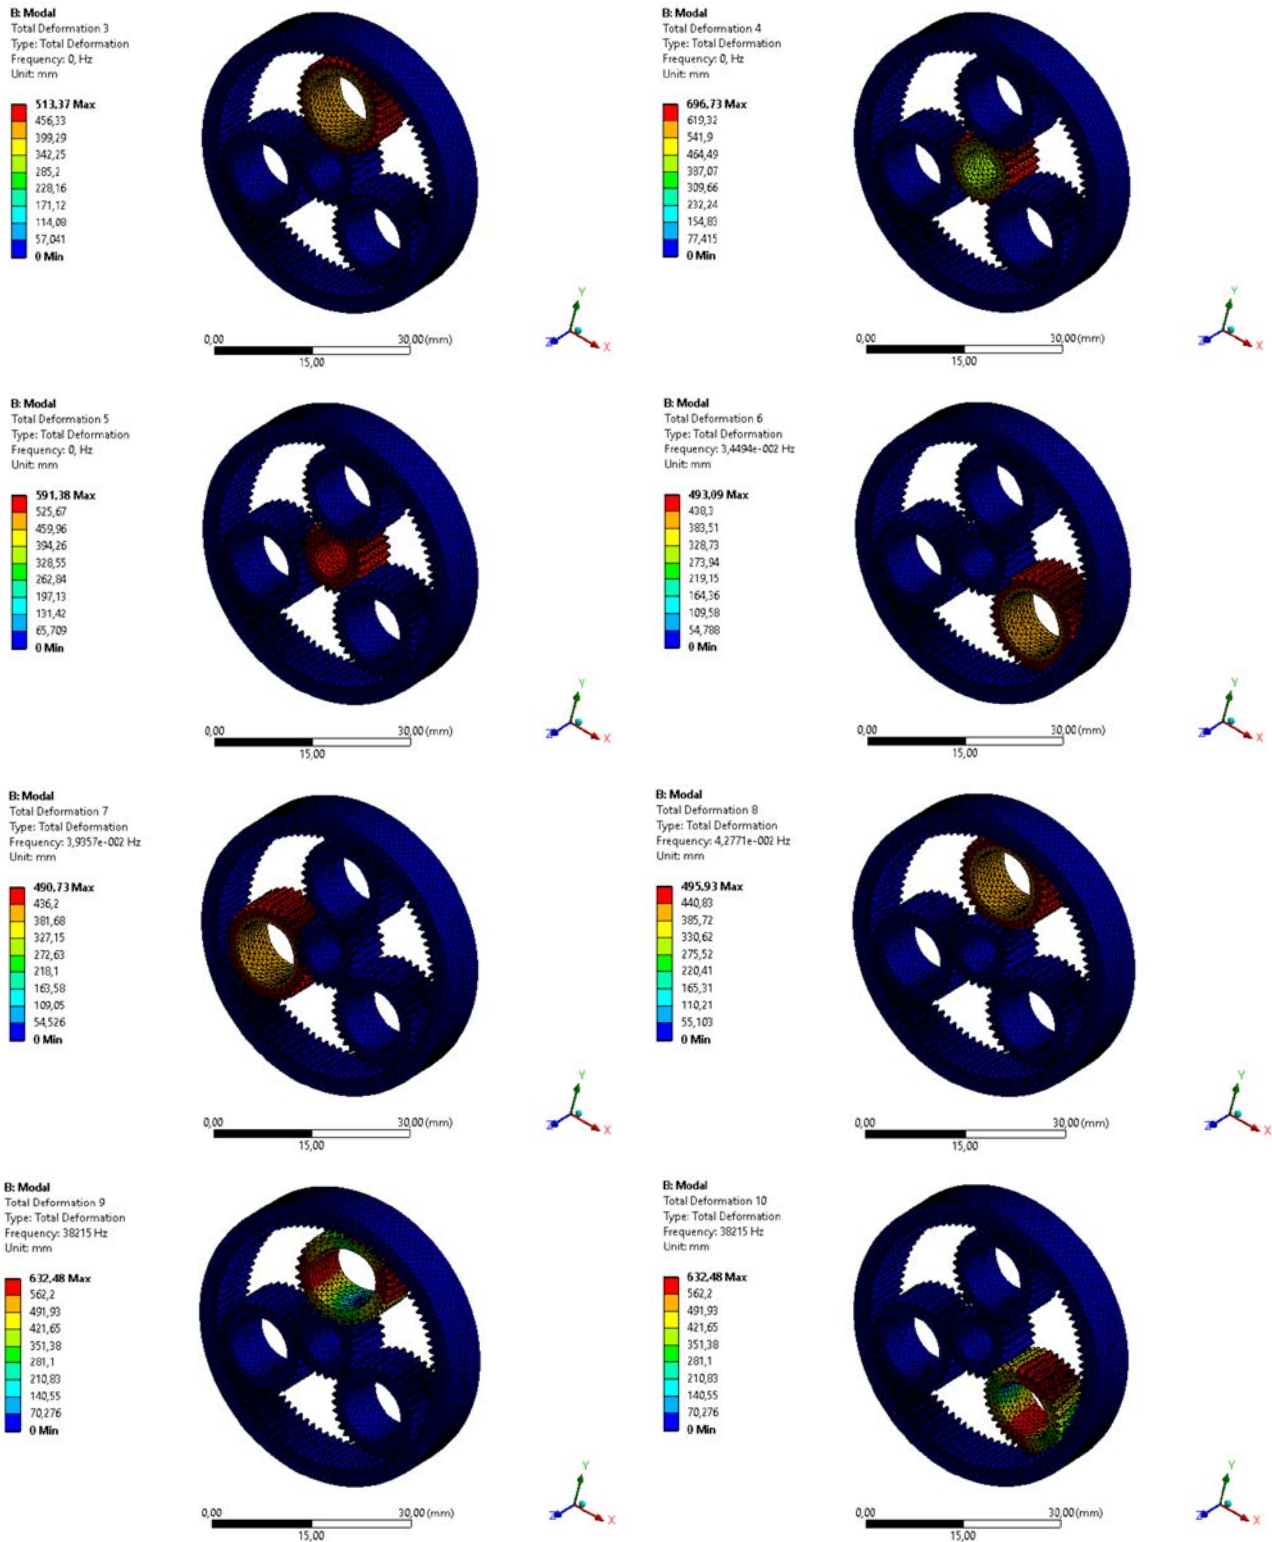 B: Modal
Total Deformation 3
Type: Total Deformation
Frequency: 0, Hz
Unit: mm
513,37 Max
456,33
399,29
342,25
285,2
228,16
171,12
114,08
57,041
0 Min
0,00
30,00 (mm)
15,00
Y
Z
X
B: Modal
Total Deformation 4
Type: Total Deformation
Frequency: 0, Hz
Unit: mm
696,73 Max
619,32
541,9
464,49
387,07
309,66
232,24
154,83
77,415
0 Min
0,00
30,00 (mm)
15,00
Y
Z
X
B: Modal
Total Deformation 5
Type: Total Deformation
Frequency: 0, Hz
Unit: mm
591,38 Max
525,67
459,96
394,26
328,55
262,84
197,13
131,42
65,709
0 Min
0,00
30,00 (mm)
15,00
Y
Z
X
B: Modal
Total Deformation 6
Type: Total Deformation
Frequency: 3,4494e-002 Hz
Unit: mm
493,09 Max
438,3
383,51
328,73
273,94
219,15
164,36
109,58
54,788
0 Min
0,00
30,00 (mm)
15,00
Y
Z
X
B: Modal
Total Deformation 7
Type: Total Deformation
Frequency: 3,9357e-002 Hz
Unit: mm
490,73 Max
436,2
381,68
327,15
272,63
218,1
163,58
109,05
54,526
0 Min
0,00
30,00 (mm)
15,00
Y
Z
X
B: Modal
Total Deformation 8
Type: Total Deformation
Frequency: 4,2771e-002 Hz
Unit: mm
495,93 Max
440,83
385,72
330,62
275,52
220,41
165,31
110,21
55,103
0 Min
0,00
30,00 (mm)
15,00
Y
Z
X
B: Modal
Total Deformation 9
Type: Total Deformation
Frequency: 38215 Hz
Unit: mm
632,48 Max
562,2
491,93
421,65
351,38
281,1
210,83
140,55
70,276
0 Min
0,00
30,00 (mm)
15,00
Y
Z
X
B: Modal
Total Deformation 10
Type: Total Deformation
Frequency: 38215 Hz
Unit: mm
632,48 Max
562,2
491,93
421,65
351,38
281,1
210,83
140,55
70,276
0 Min
0,00
30,00 (mm)
15,00
Y
Z
X